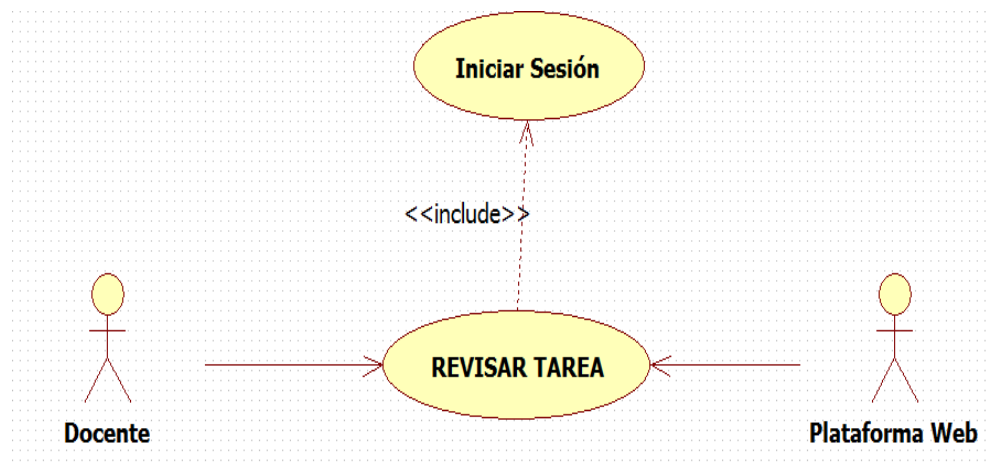 Iniciar Sesión
<<include>>
REVISAR TAREA
Docente
Plataforma Web